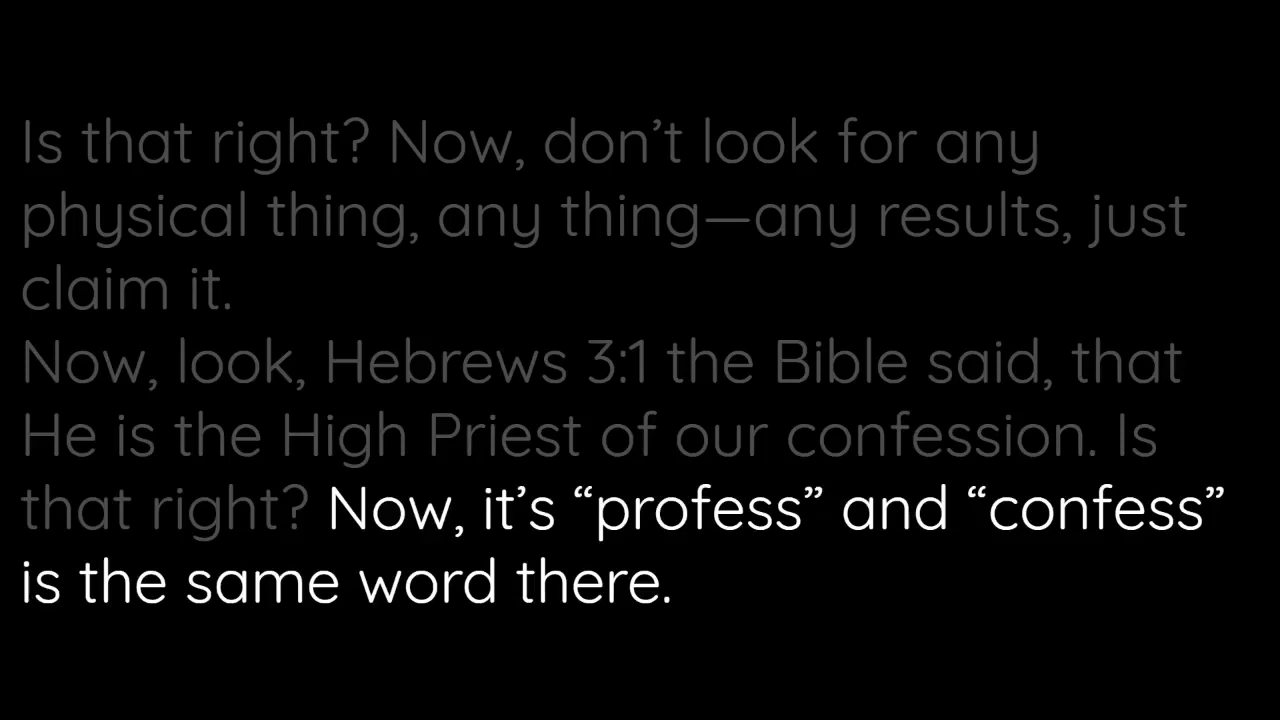 Is that right? Now, don’t look for any
physical thing, any thing—any results, just
claim it.
Now, look, Hebrews 3:1 the Bible said, that
He is the High Priest of our confession. Is
that right? Now, it’s “profess” and “confess”
is the same word there.